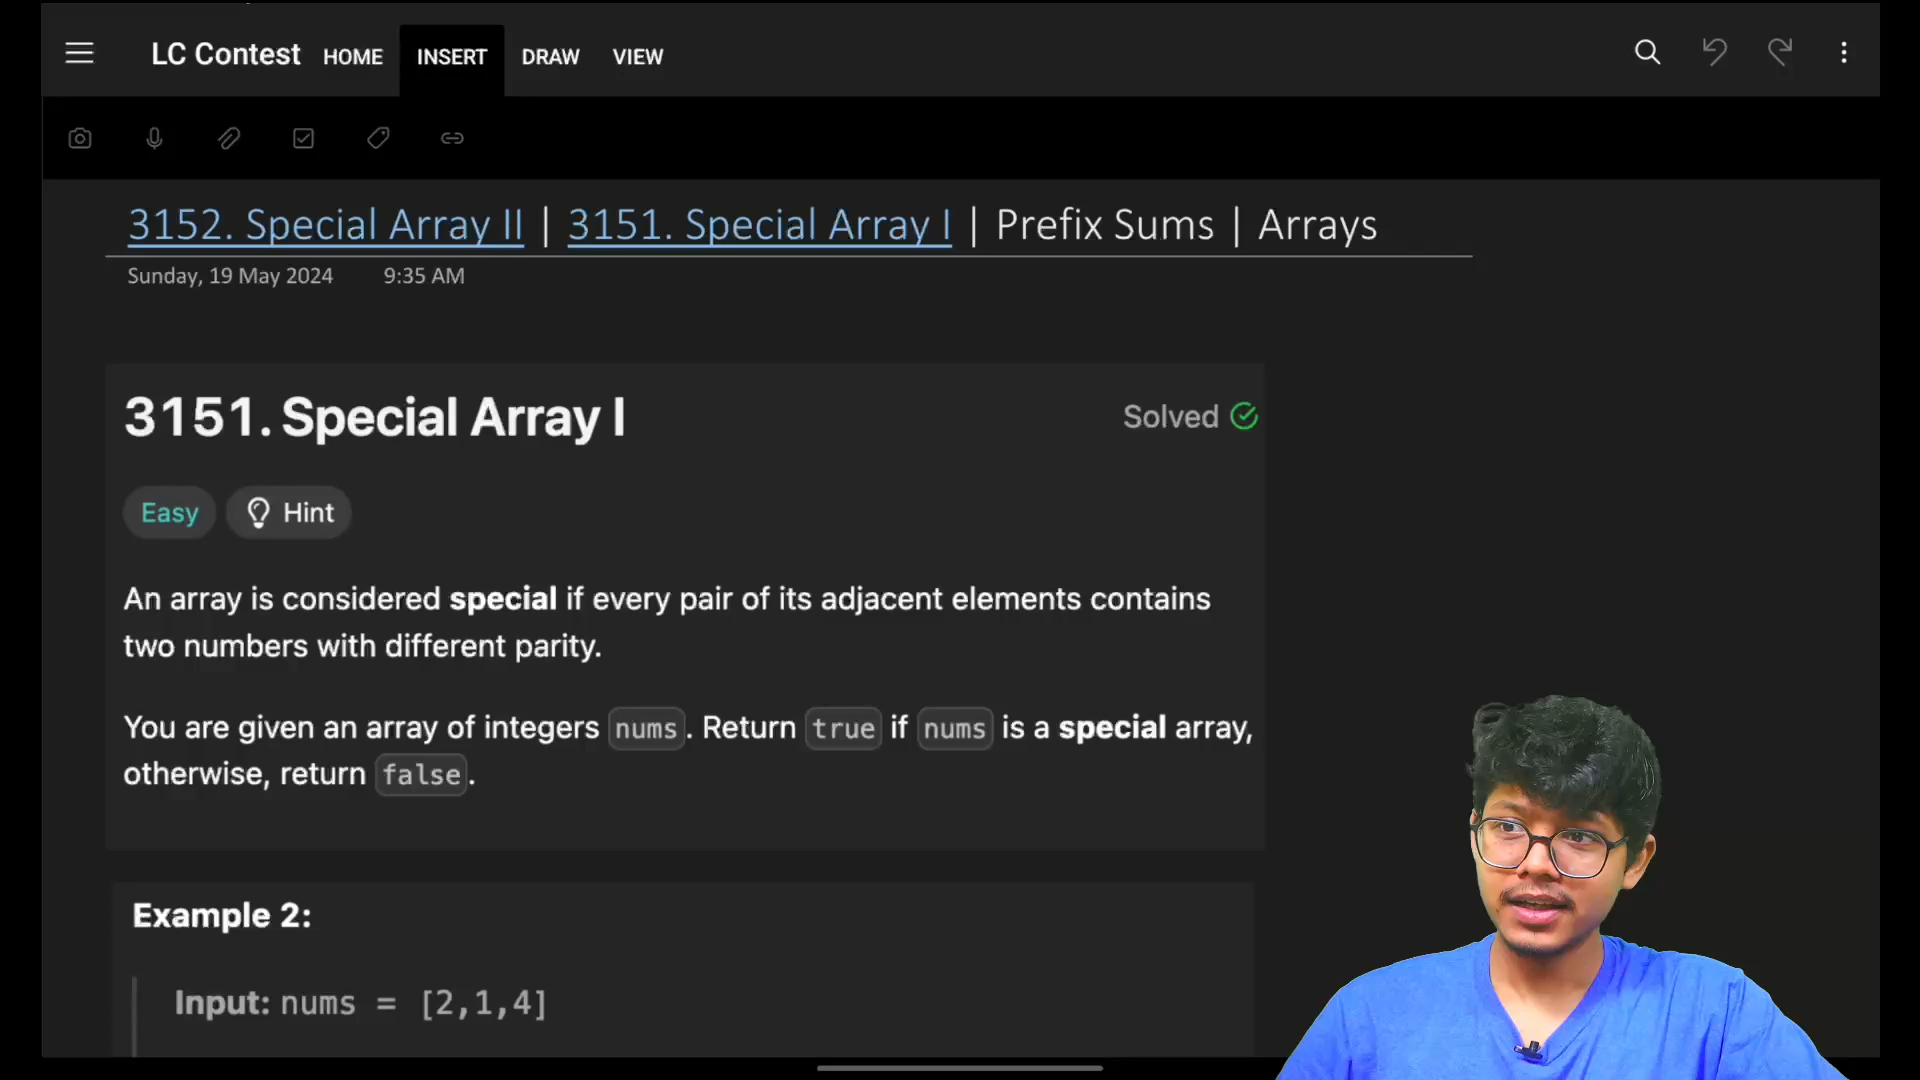 LC Contest HOME INSERT DRAW VIEW
3152. Special Array II | 3151. Special Array I | Prefix Sums | Arrays
Sunday, 19 May 2024 9:35 AM
3151. Special Array I Solved
Easy Hint
An array is considered special if every pair of its adjacent elements contains
two numbers with different parity.
You are given an array of integers nums. Return true if nums is a special array,
otherwise, return false.
Example 2:
Input: nums = [2,1,4]